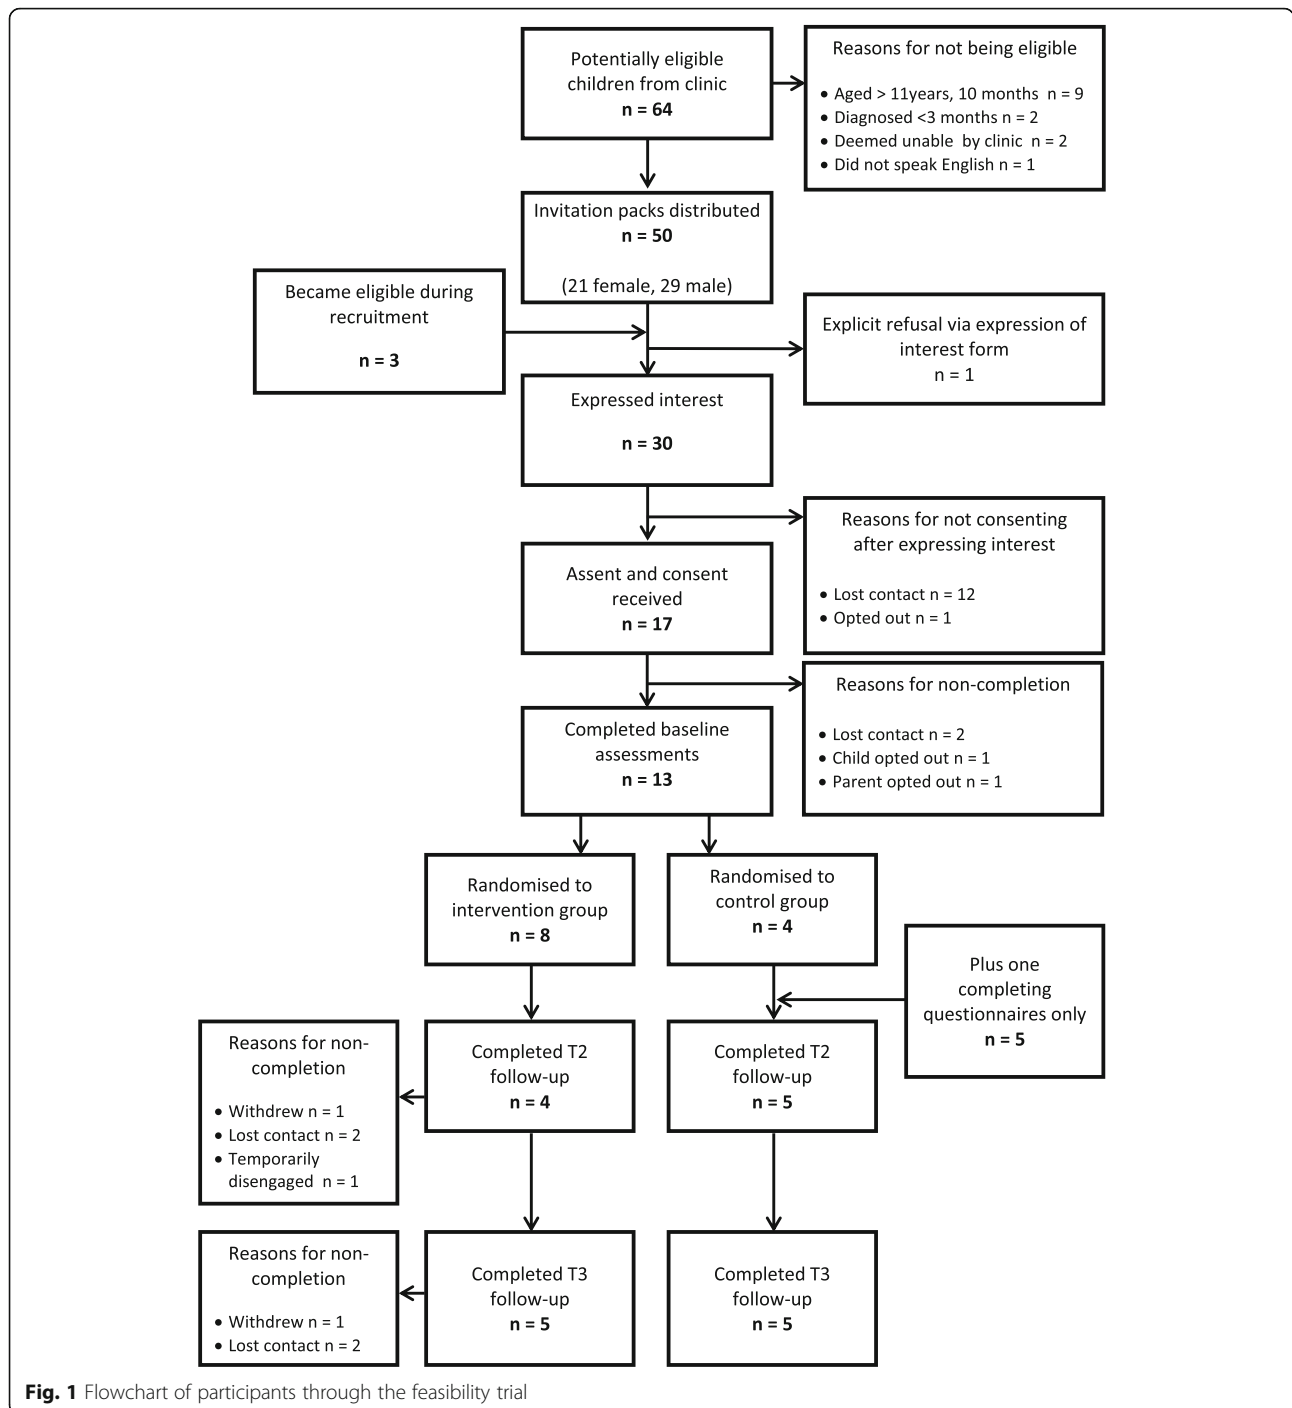 Potentially eligible
children from clinic
n = 64
Reasons for not being eligible
• Aged > 11years, 10 months n = 9
• Diagnosed <3 months n = 2
• Deemed unable by clinic n = 2
• Did not speak English n = 1
Invitation packs distributed
n = 50
(21 female, 29 male)
Became eligible during
recruitment
n = 3
Explicit refusal via expression of
interest form
n = 1
Expressed interest
n = 30
Reasons for not consenting
after expressing interest
• Lost contact n = 12
• Opted out n = 1
Assent and consent
received
n = 17
Reasons for non-completion
• Lost contact n = 2
• Child opted out n = 1
• Parent opted out n = 1
Completed baseline
assessments
n = 13
Randomised to
intervention group
n = 8
Randomised to
control group
n = 4
Plus one
completing
questionnaires only
n = 5
Reasons for non-
completion
• Withdrew n = 1
• Lost contact n = 2
• Temporarily
disengaged n = 1
Completed T2
follow-up
n = 4
Completed T2
follow-up
n = 5
Reasons for non-
completion
• Withdrew n = 1
• Lost contact n = 2
Completed T3
follow-up
n = 5
Completed T3
follow-up
n = 5
Fig. 1 Flowchart of participants through the feasibility trial